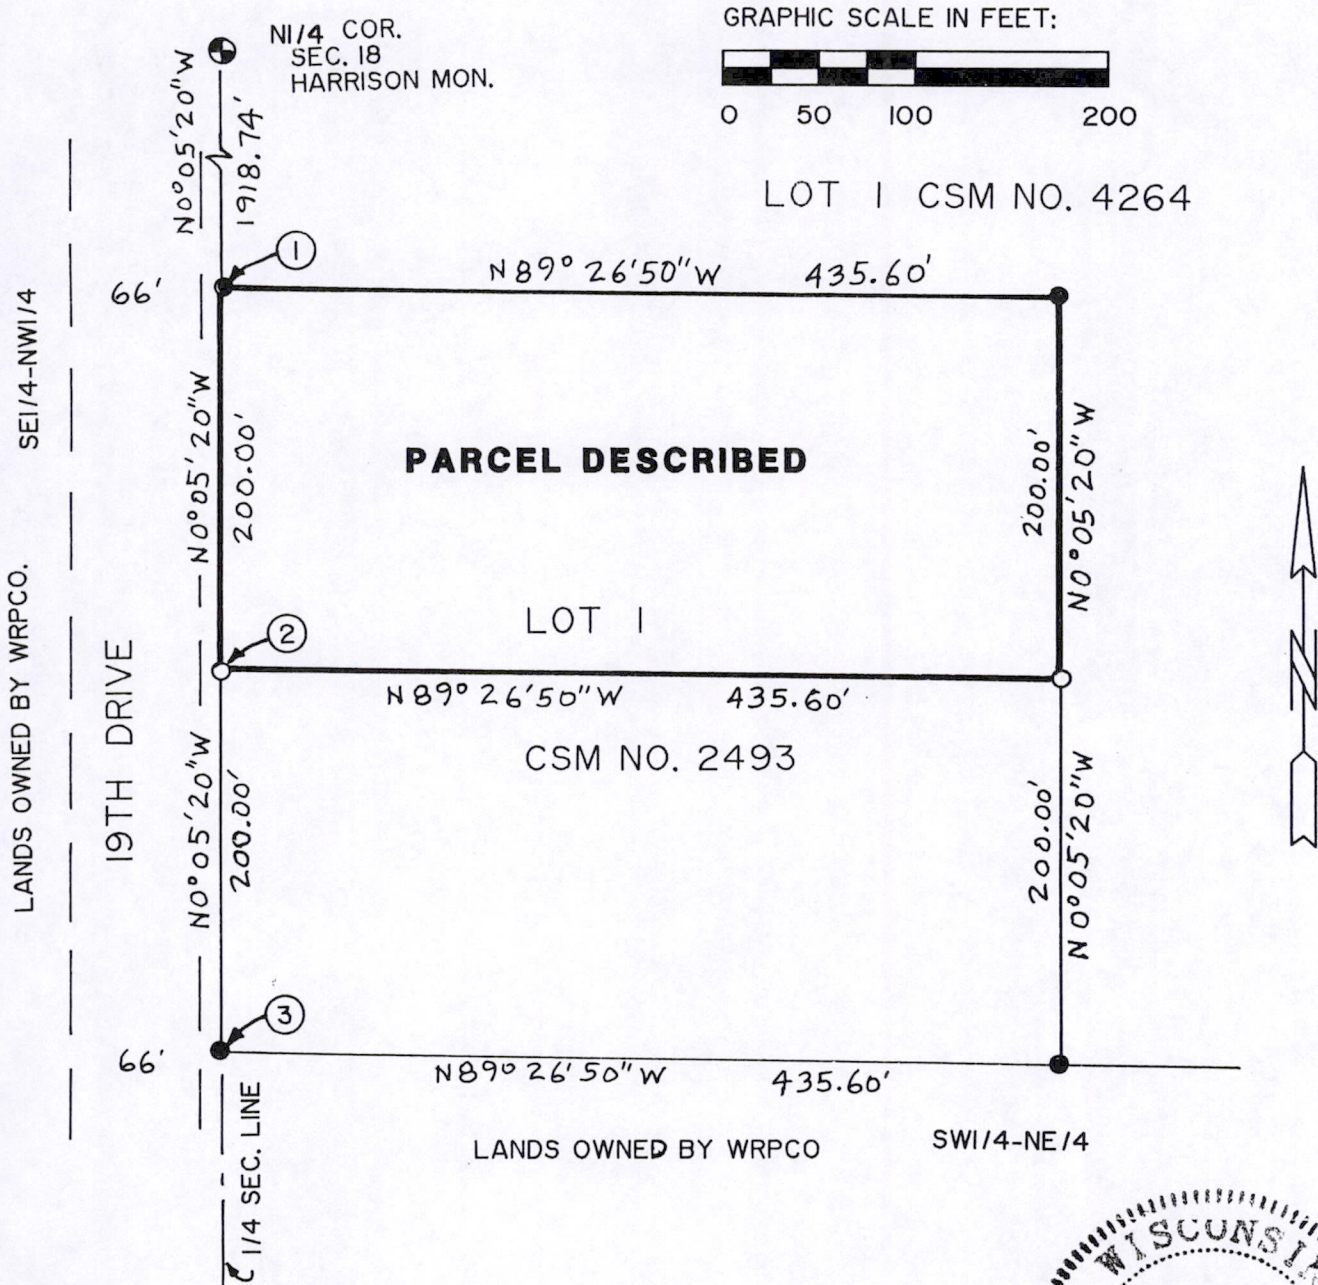 GRAPHIC SCALE IN FEET:
0 50 100 200
N1/4 COR.
SEC. 18
HARRISON MON.
N0°05'20"W
1918.74'
LOT 1 CSM NO. 4264
1
66'
N89°26'50"W 435.60'
SE1/4-NW1/4
N0°05'20"W
200.00'
PARCEL DESCRIBED
200.00'
N0°05'20"W
LOT 1
2
N89°26'50"W 435.60'
N
LANDS OWNED BY WRPCO.
19TH DRIVE
CSM NO. 2493
N0°05'20"W
200.00'
200.00'
N0°05'20"W
3
66'
N89°26'50"W 435.60'
LANDS OWNED BY WRPCO
SW1/4-NE/4
1/4 SEC. LINE
WISCONSI